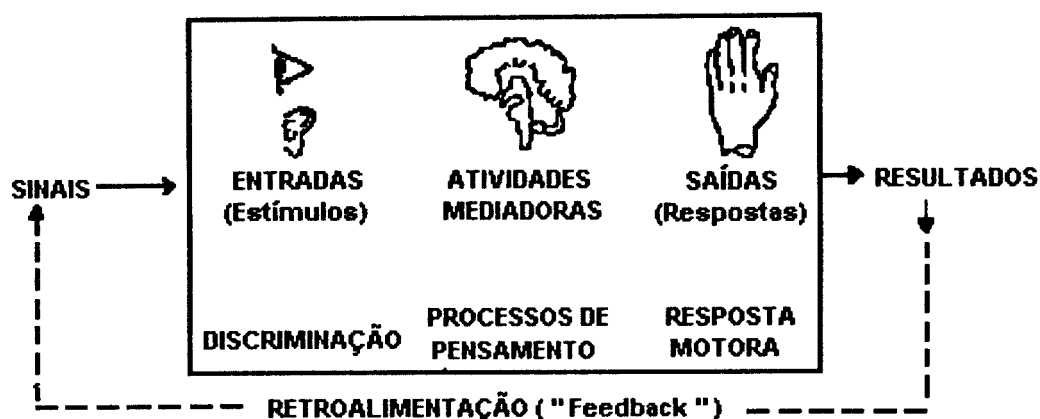 SINAIS
ENTRADAS
(Estímulos)
ATIVIDADES
MEDIADORAS
SAÍDAS
(Respostas)
RESULTADOS
DISCRIMINAÇÃO
PROCESSOS DE
PENSAMENTO
RESPOSTA
MOTORA
RETROALIMENTAÇÃO ( "Feedback ")